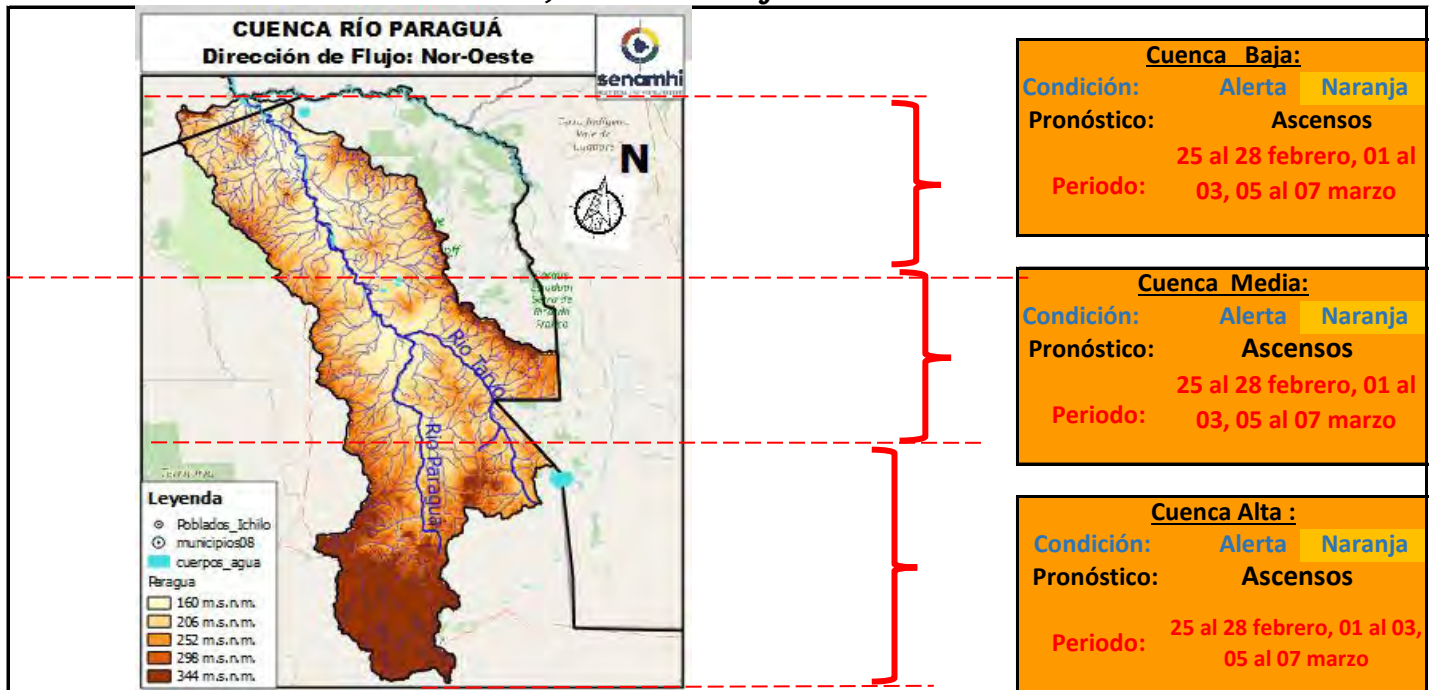 CUENCA RÍO PARAGUÁ
Dirección de Flujo: Nor-Oeste
senamhi
N
Río Tarvo
Río Paraguá
Leyenda
Poblados_Ichilo
municipios08
cuerpos_agua
Paragua
160 m.s.n.m.
206 m.s.n.m.
252 m.s.n.m.
298 m.s.n.m.
344 m.s.n.m.
Cuenca Baja:
Condición: Alerta Naranja
Pronóstico: Ascensos
Periodo: 25 al 28 febrero, 01 al
03, 05 al 07 marzo
Cuenca Media:
Condición: Alerta Naranja
Pronóstico: Ascensos
Periodo: 25 al 28 febrero, 01 al
03, 05 al 07 marzo
Cuenca Alta :
Condición: Alerta Naranja
Pronóstico: Ascensos
Periodo: 25 al 28 febrero, 01 al 03,
05 al 07 marzo